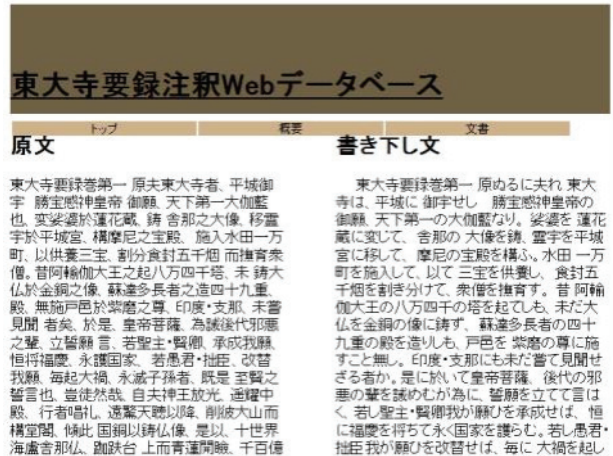 東大寺要録注釈Webデータベース
トップ
概要
文書
原文
東大寺要録巻第一 原夫東大寺者、平城御
宇 勝宝感神皇帝 御願、天下第一大伽藍
也、変娑婆於蓮花蔵、鋳 舎那之大像、移霊
宇於平城宮、構摩尼之宝殿、 施入水田一万
町、以供養三宝、割分食封五千烟 而撫育衆
僧。昔阿輸伽大王之起八万四千塔、未 鋳大
仏於金銅之像、蘇達多長者之造四十九重、
殿、無施戸邑於紫磨之尊、印度・支那、未嘗
見聞 者矣、於是、皇帝菩薩、為誡後代邪悪
之輩、立誓願 言、若聖主・賢卿、承成我願、
恒将福慶、永護国家、若愚君・拙臣、改替
我願、毎起大禍、永滅子孫者、既是 至賢之
誓言也、豈徒然哉、自夫神王放光、遥耀中
殿、 行者唱礼、遠驚天聴以降、削波大山而
構堂閣、傾此 国銅以鋳仏像、是以、十世界
海盧舎那仏、跏趺台 上而青蓮開瞼、千百億
書き下し文
東大寺要録巻第一 原ぬるに夫れ 東大
寺は、平城に 御宇せし 勝宝感神皇帝の
御願、天下第一の大伽藍なり。 娑婆を 蓮花
蔵に変じて、 舎那の 大像を鋳、霊宇を平城
宮に移して、摩尼の宝殿を構ふ。水田 一万
町を施入して、以て 三宝を供養し、食封五
千烟を割き分けて、衆僧を撫育す。昔 阿輸
伽大王の八万四千の塔を起てしも、未だ大
仏を金銅の像に鋳ず、 蘇達多長者の四十
九重の殿を造りしも、戸邑を 紫磨の尊に施
すこと無し。印度・支那にも未だ嘗て見聞せ
ざる者か。是に於いて皇帝菩薩、 後代の邪
悪の輩を誡めむが為に、誓願を立てて言は
く 若し聖主・賢卿我が願ひを承成せば、 恒
に福慶を将ちて永く国家を護らむ。若し愚君・
拙臣我が願ひを改替せば、毎に 大禍を起し